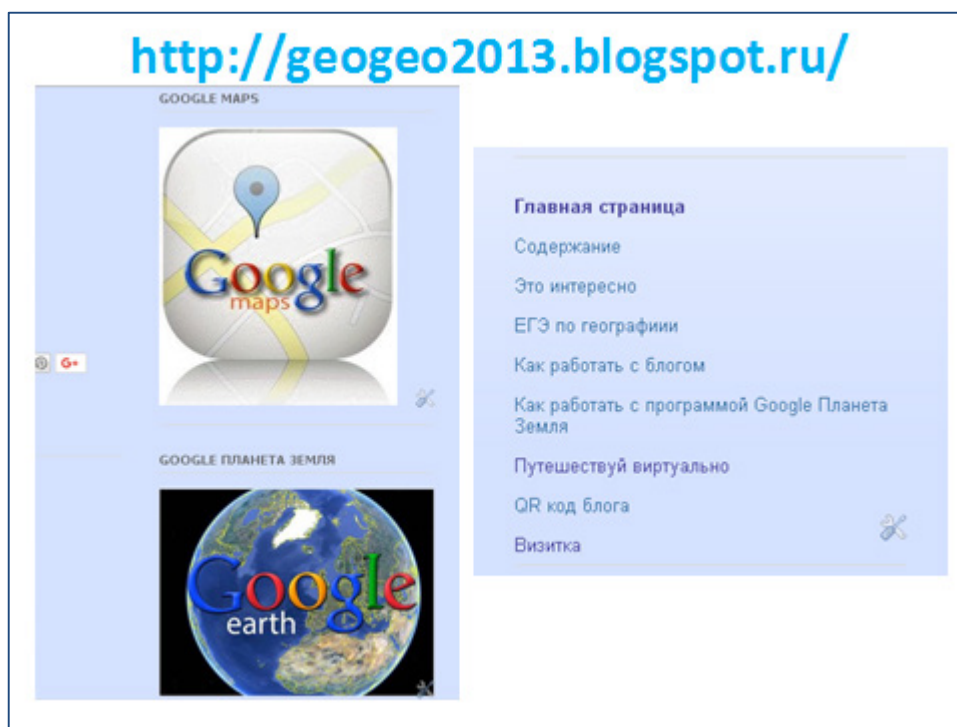 http://geogeo2013.blogspot.ru/
GOOGLE MAPS
Google
maps
G+
GOOGLE ПЛАНЕТА ЗЕМЛЯ
Google
earth
Главная страница
Содержание
Это интересно
ЕГЭ по географиии
Как работать с блогом
Как работать с программой Google Планета
Земля
Путешествуй виртуально
QR код блога
Визитка